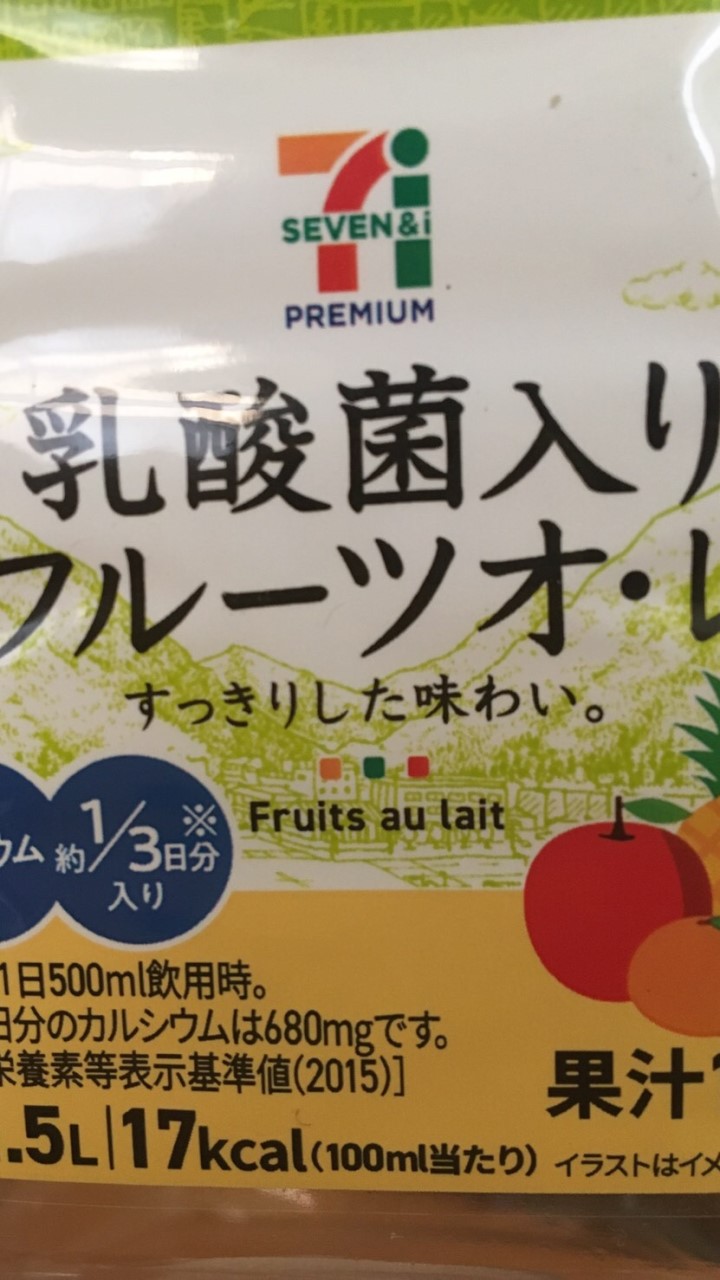 SEVEN&i
PREMIUM
乳酸菌入り
フルーツオ・レ
すっきりした味わい。
Fruits au lait
ウム 約1/3日分※
入り
1日500ml飲用時。
日分のカルシウムは680mgです。
栄養素等表示基準値(2015)]
.5L|17kcal(100ml当たり)
果汁1
イラストはイメ